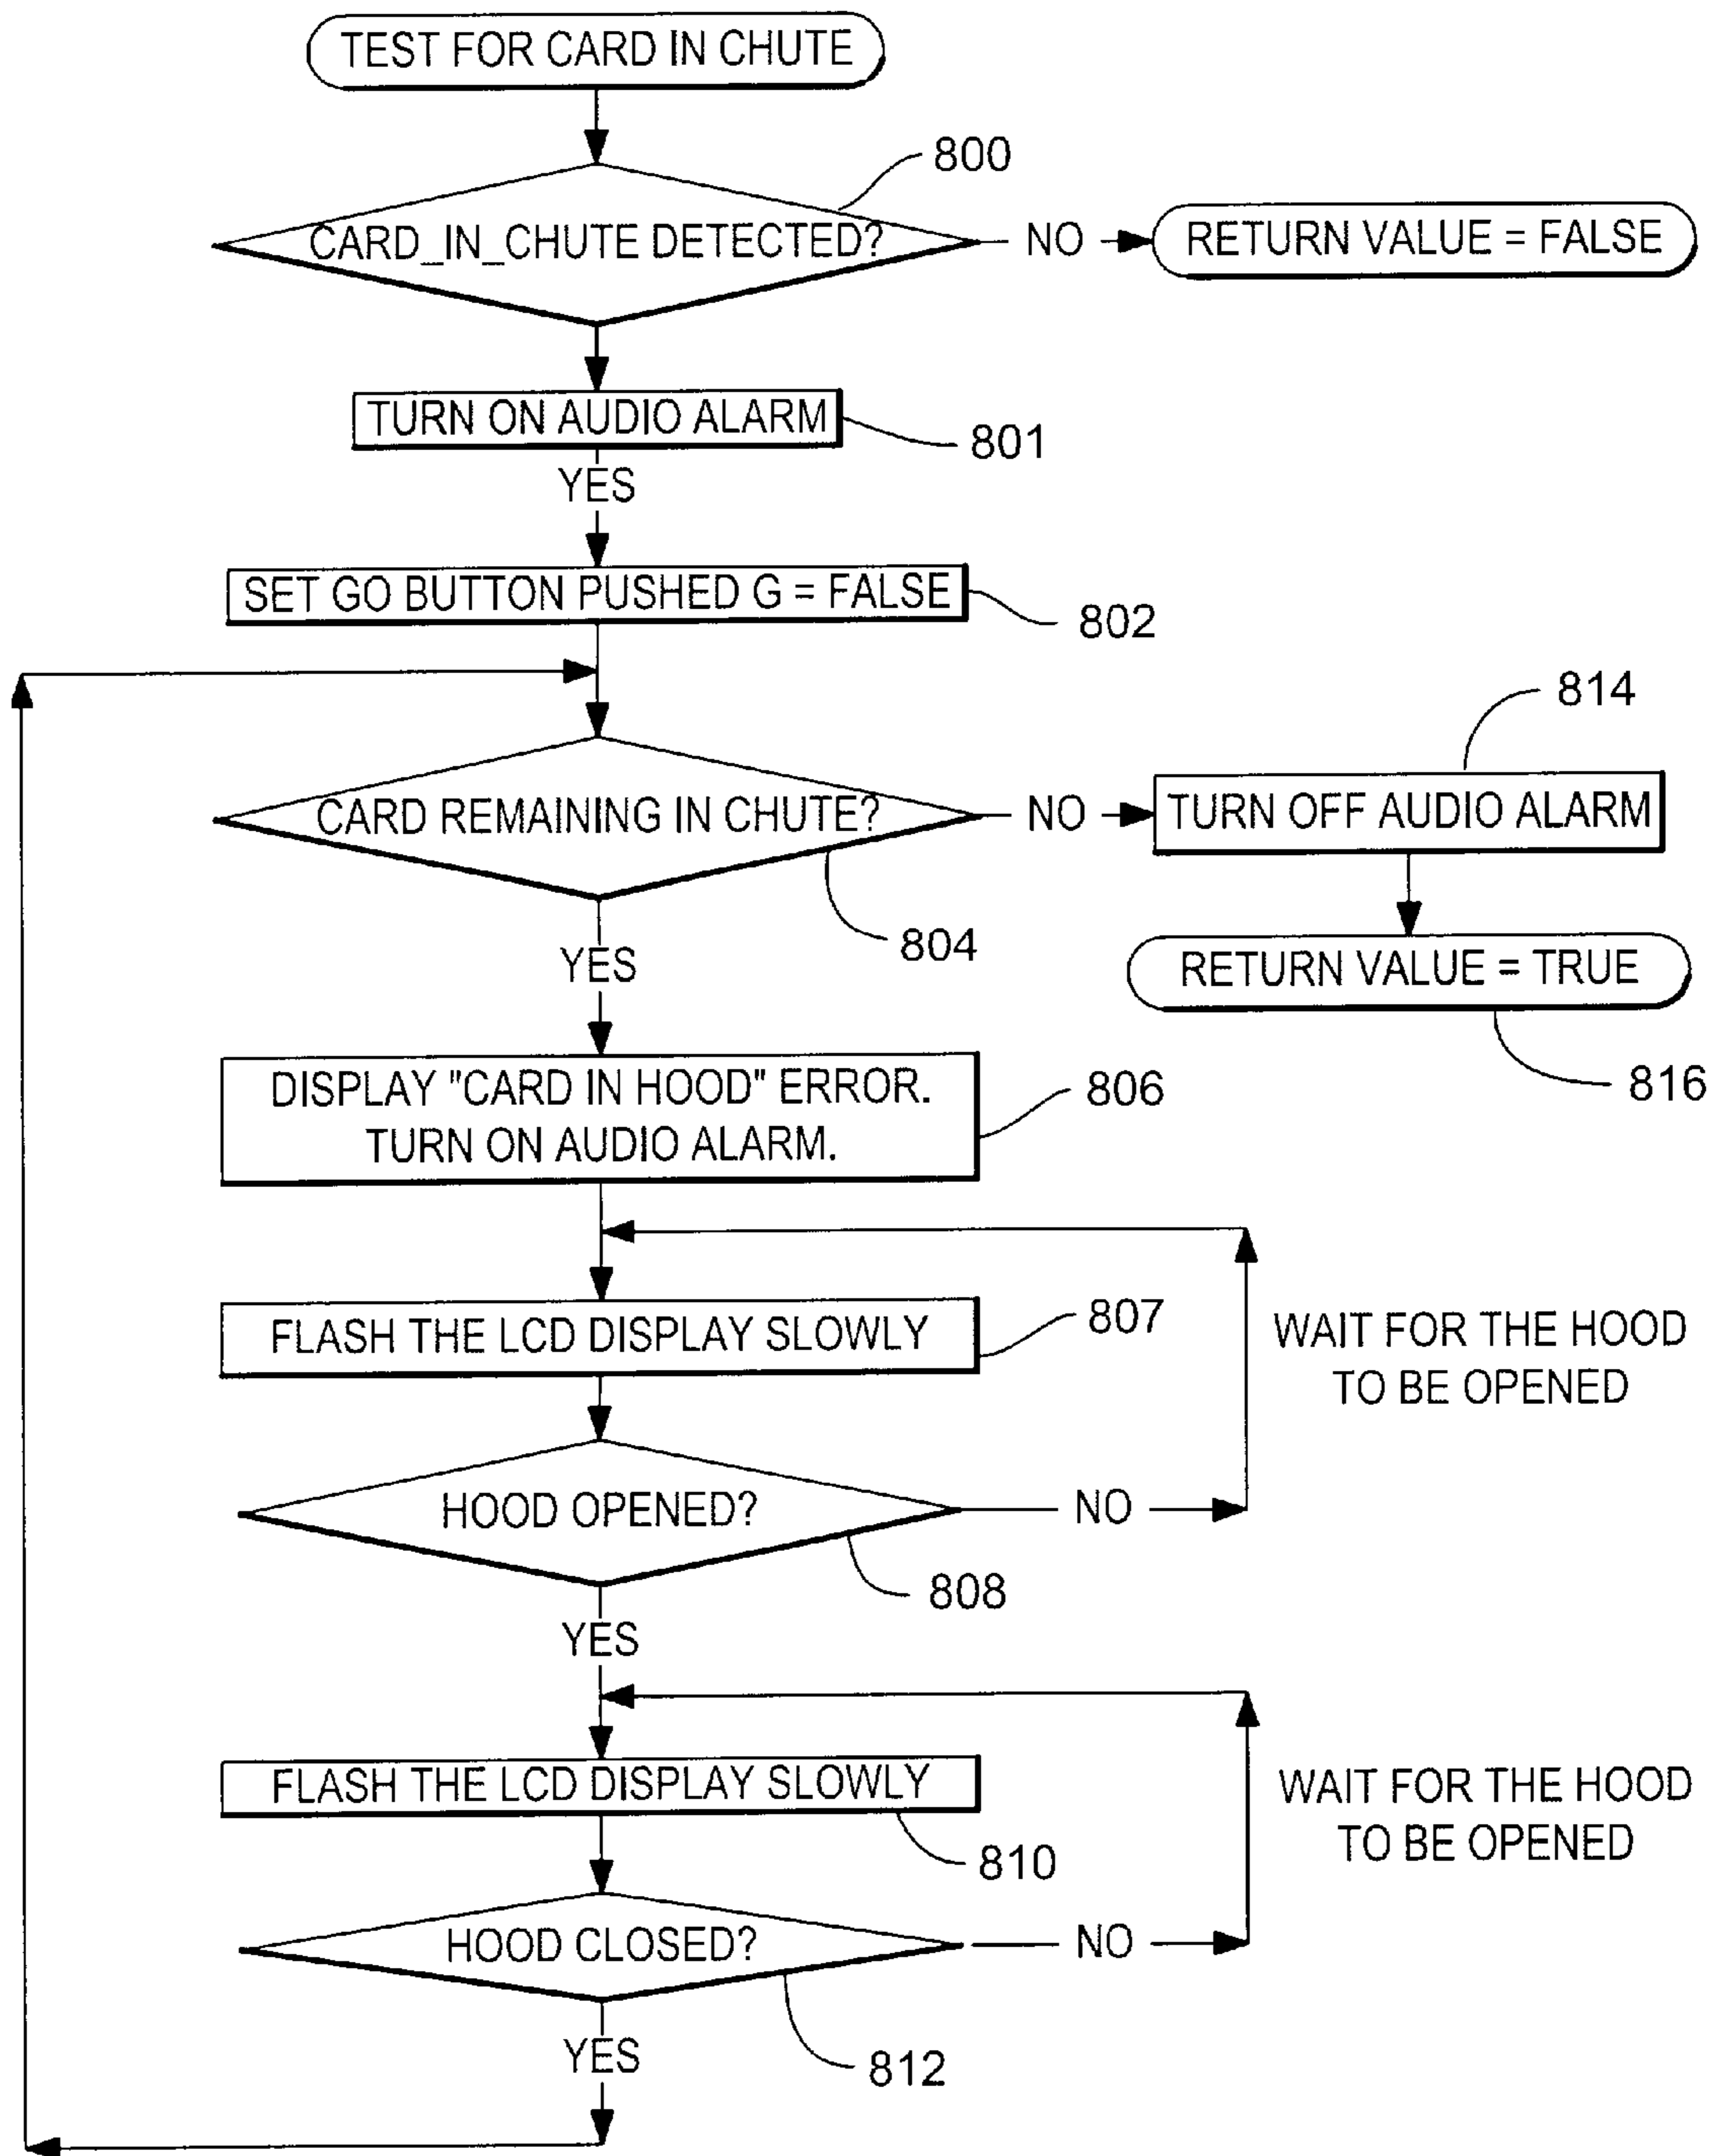 TEST FOR CARD IN CHUTE
800
CARD_IN_CHUTE DETECTED?
NO
RETURN VALUE = FALSE
TURN ON AUDIO ALARM
801
YES
SET GO BUTTON PUSHED G = FALSE
802
814
CARD REMAINING IN CHUTE?
NO
TURN OFF AUDIO ALARM
804
YES
RETURN VALUE = TRUE
816
DISPLAY "CARD IN HOOD" ERROR.
TURN ON AUDIO ALARM.
806
FLASH THE LCD DISPLAY SLOWLY
807
WAIT FOR THE HOOD
TO BE OPENED
HOOD OPENED?
NO
808
YES
FLASH THE LCD DISPLAY SLOWLY
810
WAIT FOR THE HOOD
TO BE OPENED
HOOD CLOSED?
NO
812
YES